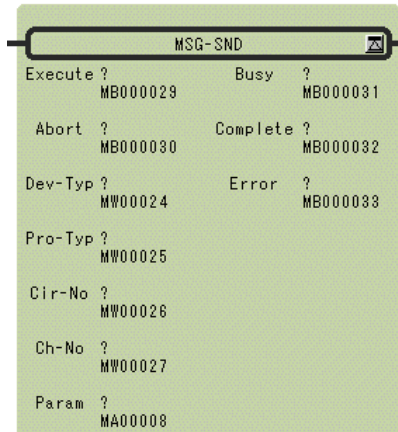 MSG-SND
Execute ? Busy ?
MB000029 MB000031
Abort ? Complete ?
MB000030 MB000032
Dev-Typ ? Error ?
MW00024 MB000033
Pro-Typ ?
MW00025
Cir-No ?
MW00026
Ch-No ?
MW00027
Param ?
MA00008